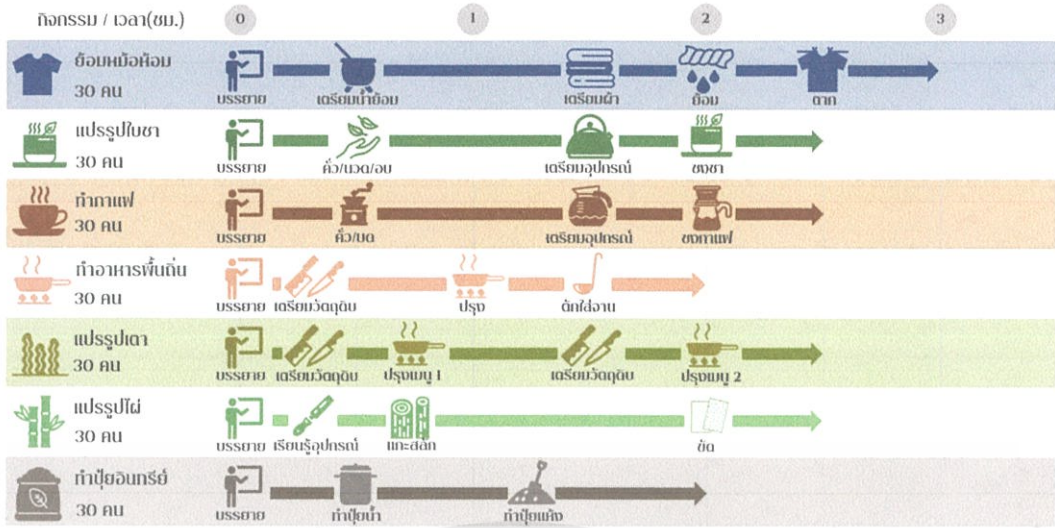 กิจกรรม / เวลา(ชม.) 0 1 2 3
ย้อมหม้อห้อม
30 คน
บรรยาย เตรียมน้ำย้อม เตรียมผ้า ย้อม ตาก
แปรรูปใบชา
30 คน
บรรยาย คั่ว/นวด/อบ เตรียมอุปกรณ์ ชงชา
ทำกาแฟ
30 คน
บรรยาย คั่ว/บด เตรียมอุปกรณ์ ชงกาแฟ
ทำอาหารพื้นถิ่น
30 คน
บรรยาย เตรียมวัตถุดิบ ปรุง ตักใส่จาน
แปรรูปเตา
30 คน
บรรยาย เตรียมวัตถุดิบ ปรุงเมนู 1 เตรียมวัตถุดิบ ปรุงเมนู 2
แปรรูปไผ่
30 คน
บรรยาย เรียนรู้อุปกรณ์ แกะสลัก ขัด
ทำปุ๋ยอินทรีย์
30 คน
บรรยาย ทำปุ๋ยน้ำ ทำปุ๋ยแห้ง